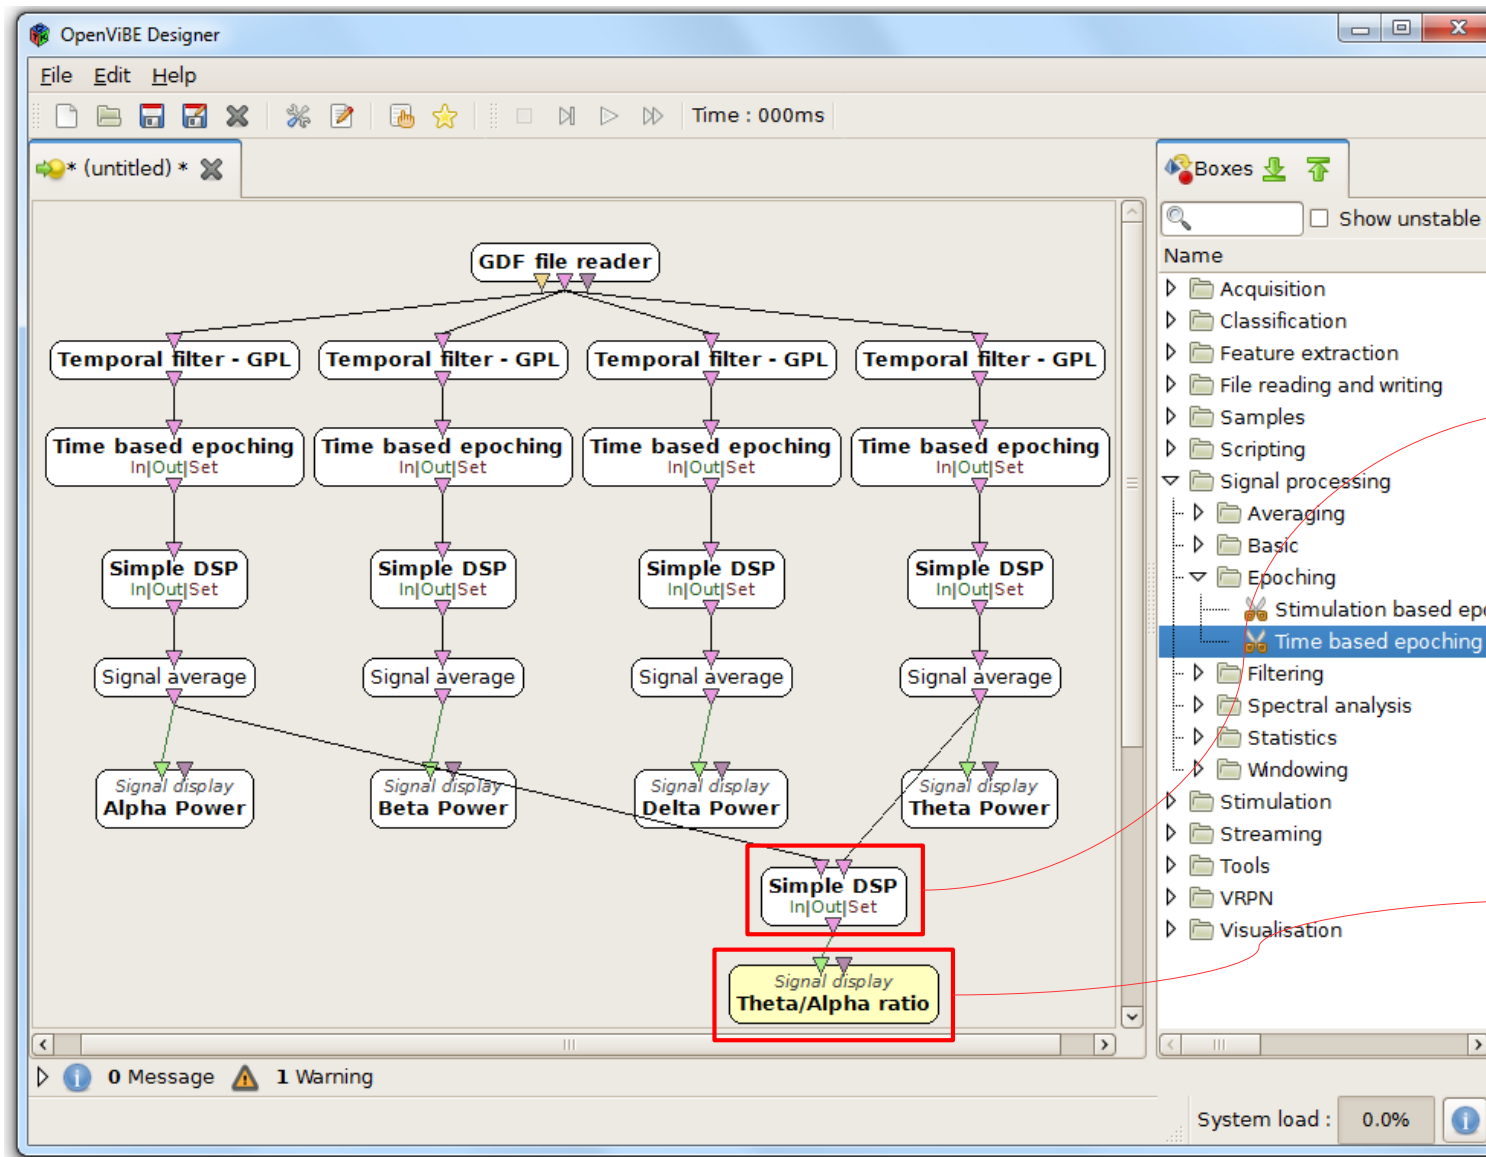 OpenViBE Designer
File Edit Help
Time : 000ms
* (untitled) *
Boxes
Show unstable
Name
Acquisition
Classification
Feature extraction
File reading and writing
Samples
Scripting
Signal processing
Averaging
Basic
Epoching
Stimulation based epo
Time based epoching
Filtering
Spectral analysis
Statistics
Windowing
Stimulation
Streaming
Tools
VRPN
Visualisation
GDF file reader
Temporal filter - GPL Temporal filter - GPL Temporal filter - GPL Temporal filter - GPL
Time based epoching Time based epoching Time based epoching Time based epoching
In|Out|Set In|Out|Set In|Out|Set In|Out|Set
Simple DSP Simple DSP Simple DSP Simple DSP
In|Out|Set In|Out|Set In|Out|Set In|Out|Set
Signal average Signal average Signal average Signal average
Signal display Signal display Signal display Signal display
Alpha Power Beta Power Delta Power Theta Power
Simple DSP
In|Out|Set
Signal display
Theta/Alpha ratio
0 Message 1 Warning
System load : 0.0%